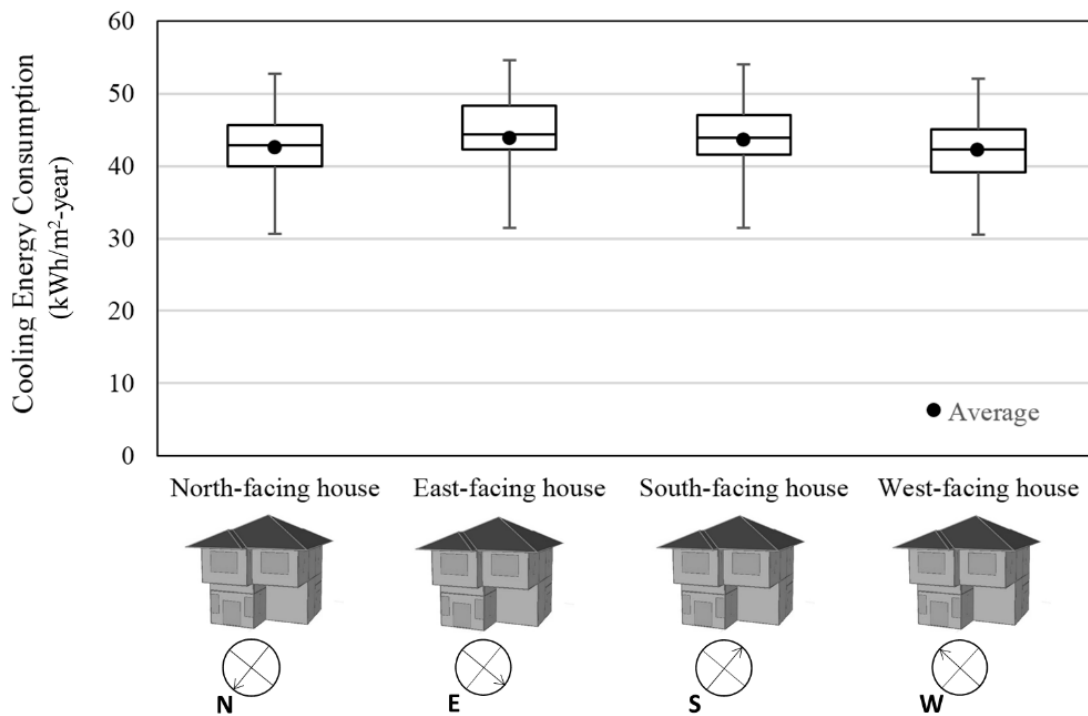 Cooling Energy Consumption
(kWh/m²-year)
60
50
40
30
20
10
0
Average
North-facing house East-facing house South-facing house West-facing house
N E S W